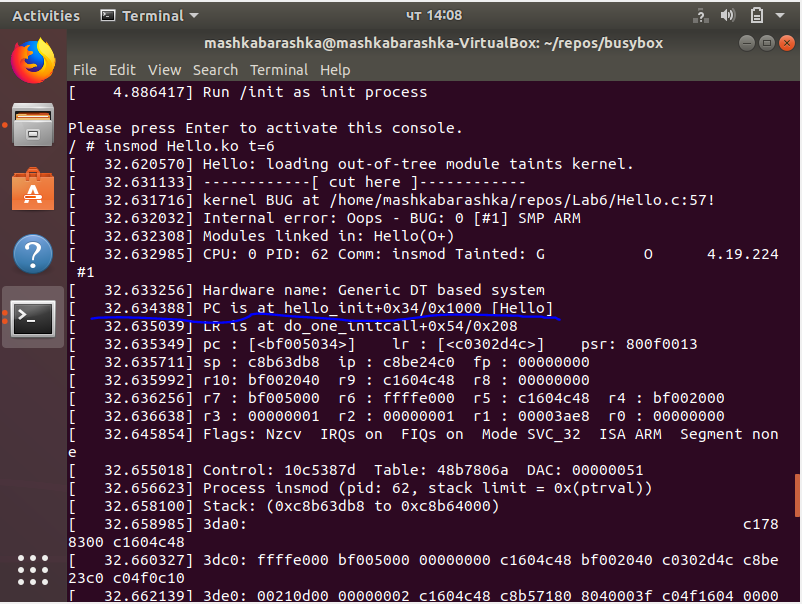 Activities Terminal чт 14:08
mashkabarashka@mashkabarashka-VirtualBox: ~/repos/busybox
File Edit View Search Terminal Help
[    4.886417] Run /init as init process
Please press Enter to activate this console.
/ # insmod Hello.ko t=6
[   32.620570] Hello: loading out-of-tree module taints kernel.
[   32.631133] ------------[ cut here ]------------
[   32.631716] kernel BUG at /home/mashkabarashka/repos/Lab6/Hello.c:57!
[   32.632032] Internal error: Oops - BUG: 0 [#1] SMP ARM
[   32.632308] Modules linked in: Hello(O+)
[   32.632985] CPU: 0 PID: 62 Comm: insmod Tainted: G           O      4.19.224
 #1
[   32.633256] Hardware name: Generic DT based system
[   32.634388] PC is at hello_init+0x34/0x1000 [Hello]
[   32.635039] LR is at do_one_initcall+0x54/0x208
[   32.635349] pc : [<bf005034>]    lr : [<c0302d4c>]    psr: 800f0013
[   32.635711] sp : c8b63db8  ip : c8be24c0  fp : 00000000
[   32.635992] r10: bf002040  r9 : c1604c48  r8 : 00000000
[   32.636256] r7 : bf005000  r6 : ffffe000  r5 : c1604c48  r4 : bf002000
[   32.636638] r3 : 00000001  r2 : 00000001  r1 : 00003ae8  r0 : 00000000
[   32.645854] Flags: Nzcv  IRQs on  FIQs on  Mode SVC_32  ISA ARM  Segment non
e
[   32.655018] Control: 10c5387d  Table: 48b7806a  DAC: 00000051
[   32.656623] Process insmod (pid: 62, stack limit = 0x(ptrval))
[   32.658100] Stack: (0xc8b63db8 to 0xc8b64000)
[   32.658985] 3da0:                                                       c178
8300 c1604c48
[   32.660327] 3dc0: ffffe000 bf005000 00000000 c1604c48 bf002040 c0302d4c c8be
23c0 c04f0c10
[   32.662139] 3de0: 00210d00 00000002 c1604c48 c8b57180 8040003f c04f1604 0000